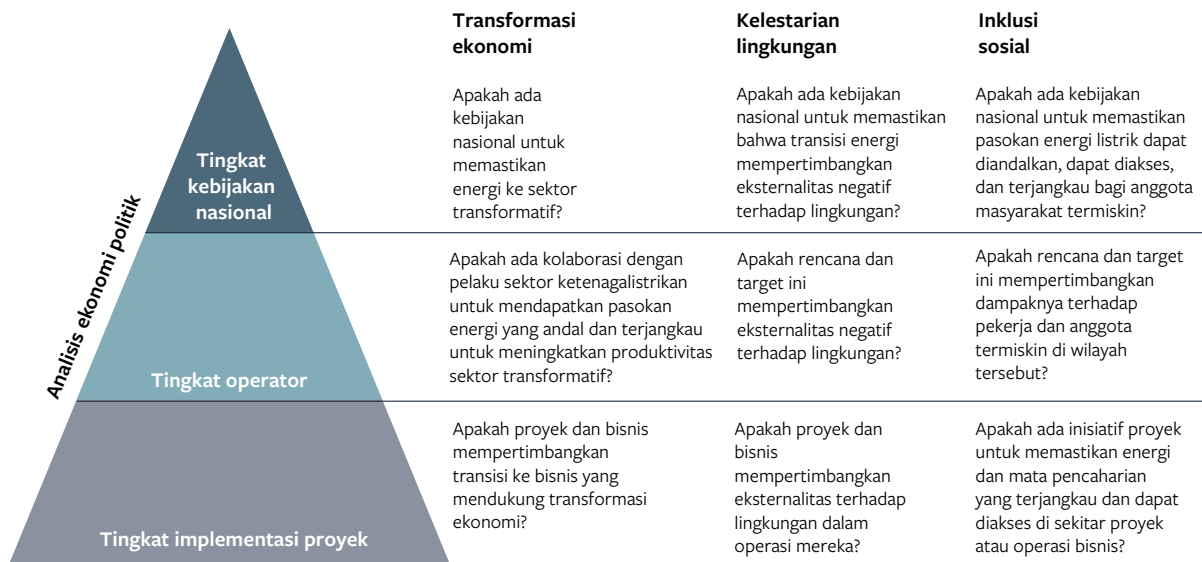 Transformasi
ekonomi
Kelestarian
lingkungan
Inklusi
sosial
Analisis ekonomi politik
Tingkat
kebijakan
nasional
Apakah ada
kebijakan
nasional untuk
memastikan
energi ke sektor
transformatif?
Apakah ada kebijakan
nasional untuk memastikan
bahwa transisi energi
mempertimbangkan
eksternalitas negatif
terhadap lingkungan?
Apakah ada kebijakan
nasional untuk memastikan
pasokan energi listrik dapat
diandalkan, dapat diakses,
dan terjangkau bagi anggota
masyarakat termiskin?
Tingkat operator
Apakah ada kolaborasi dengan
pelaku sektor ketenagalistrikan
untuk mendapatkan pasokan
energi yang andal dan terjangkau
untuk meningkatkan produktivitas
sektor transformatif?
Apakah rencana dan
target ini
mempertimbangkan
eksternalitas negatif
terhadap lingkungan?
Apakah rencana dan target
ini mempertimbangkan
dampaknya terhadap
pekerja dan anggota
termiskin di wilayah
tersebut?
Tingkat implementasi proyek
Apakah proyek dan bisnis
mempertimbangkan
transisi ke bisnis yang
mendukung transformasi
ekonomi?
Apakah proyek dan
bisnis
mempertimbangkan
eksternalitas terhadap
lingkungan dalam
operasi mereka?
Apakah ada inisiatif proyek
untuk memastikan energi
dan mata pencaharian
yang terjangkau dan dapat
diakses di sekitar proyek
atau operasi bisnis?